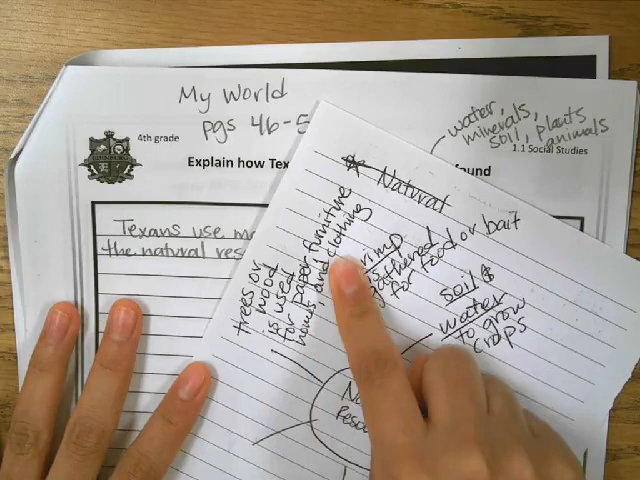 My World
pgs 46-5
water,
minerals,
soil, plants
animals
4th grade
1.1 Social Studies
Explain how Tex
found
Texans use
the natural res
* Natural
trees or
wood
is used
for paper furniture
homes and clothing
gathered
for food or bait
soil &
water
to grow
crops